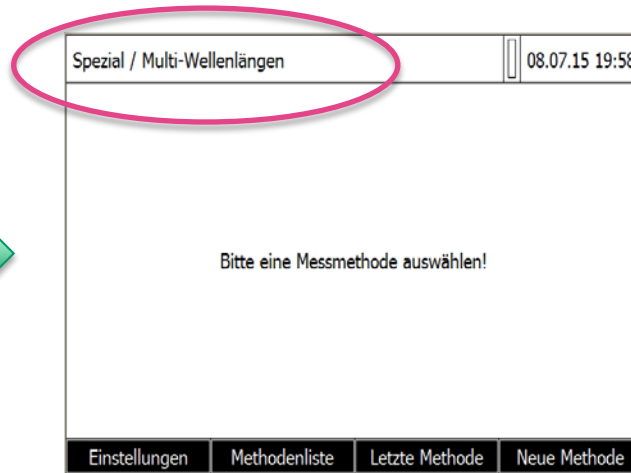 Spezial / Multi-Wellenlängen 08.07.15 19:58
Bitte eine Messmethode auswählen!
Einstellungen Methodenliste Letzte Methode Neue Methode